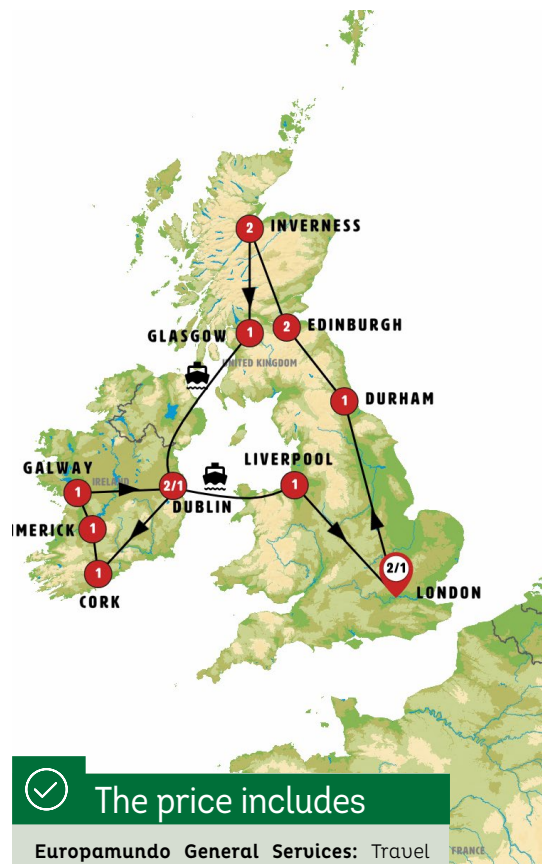 2
INVERNESS
GLASGOW
1
2
EDINBURGH
UNITED KINGDOM
1
DURHAM
GALWAY
LIVERPOOL
1
IRELAND
2/1
1
DUBLIN
IMERICK
1
2/1
1
LONDON
CORK
The price includes
Europamundo General Services: Travel
FRANCE